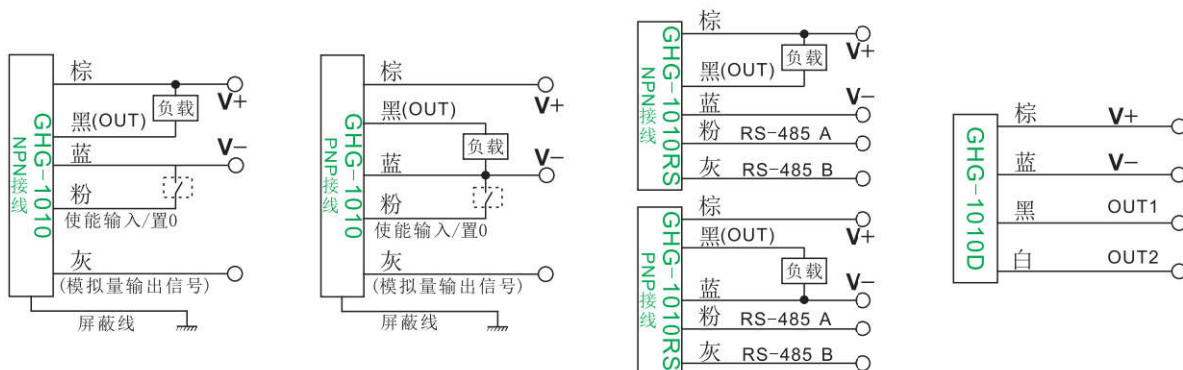 GHG-1010
NPN接线
棕
V+
负载
黑(OUT)
蓝
V-
粉
使能输入/置0
灰
(模拟量输出信号)
屏蔽线
GHG-1010
PNP接线
棕
V+
黑(OUT)
负载
蓝
V-
粉
使能输入/置0
灰
(模拟量输出信号)
屏蔽线
GHG-1010RS
NPN接线
棕
V+
负载
黑(OUT)
蓝
V-
粉 RS-485 A
灰 RS-485 B
GHG-1010RS
PNP接线
棕
V+
黑(OUT)
负载
蓝
V-
粉 RS-485 A
灰 RS-485 B
GHG-1010D
棕 V+
蓝 V-
黑 OUT1
白 OUT2